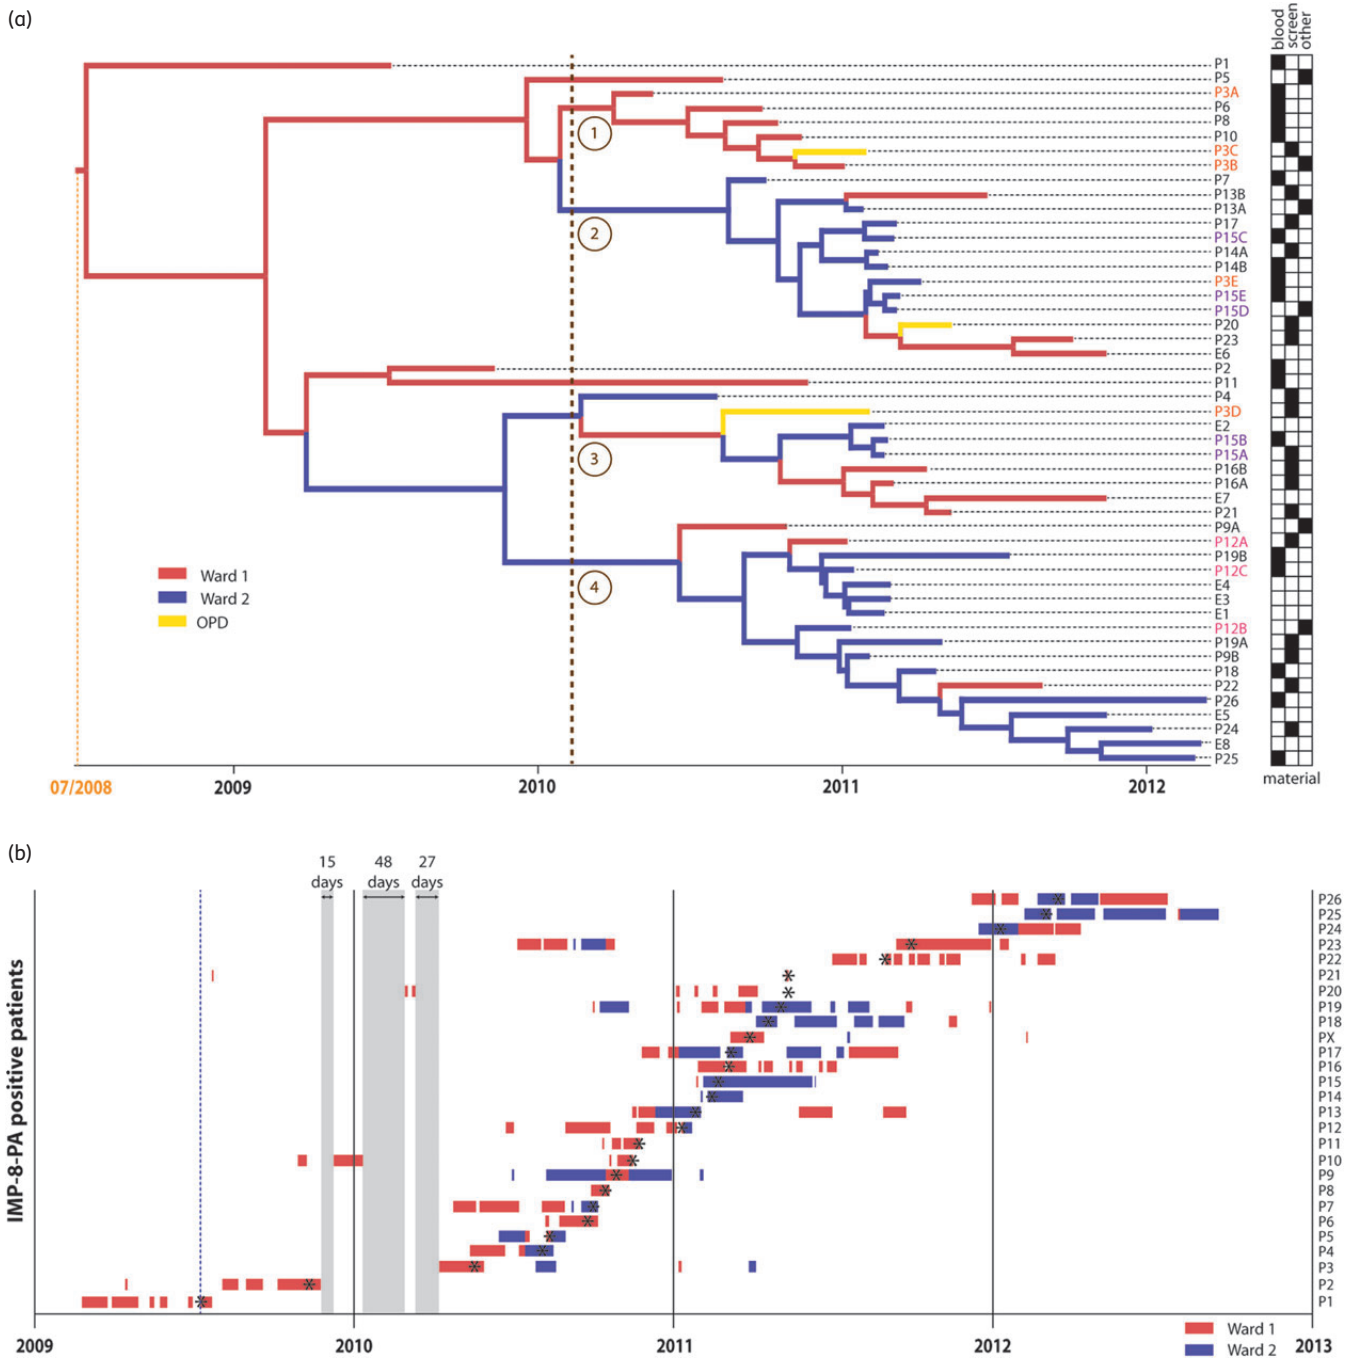 (a)
blood
screen
other
P1
P5
P3A
P6
P8
P10
P3C
P3B
P7
P13B
P13A
P17
P15C
P14A
P14B
P3E
P15E
P15D
P20
P23
E6
P2
P11
P4
P3D
E2
P15B
P15A
P16B
P16A
E7
P21
P9A
P12A
P19B
P12C
E4
E3
E1
P12B
P19A
P9B
P18
P22
P26
E5
P24
E8
P25
1
2
3
4
Ward 1
Ward 2
OPD
material
07/2008
2009
2010
2011
2012
(b)
15 days
48 days
27 days
IMP-8-PA positive patients
P26
P25
P24
P23
P22
P21
P20
P19
P18
PX
P17
P16
P15
P14
P13
P12
P11
P10
P9
P8
P7
P6
P5
P4
P3
P2
P1
2009
2010
2011
2012
2013
Ward 1
Ward 2